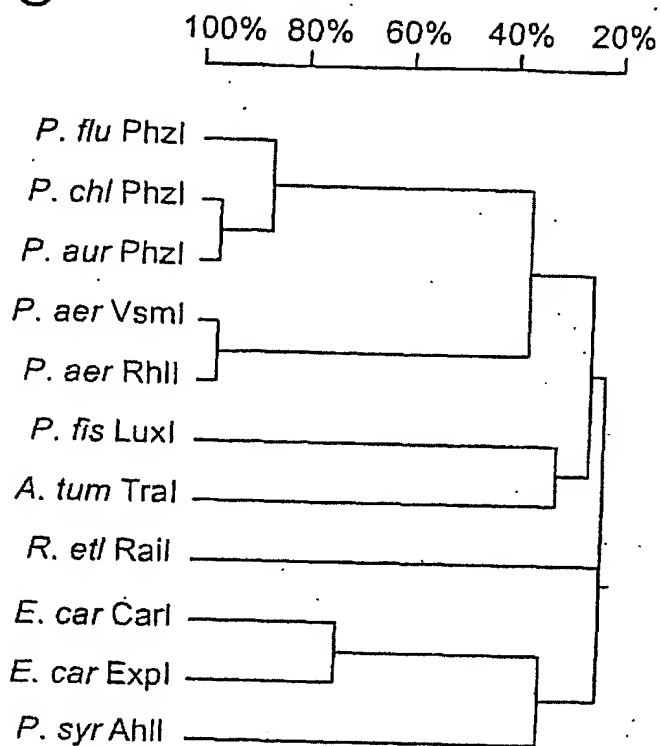 100% 80% 60% 40% 20%
P. flu PhzI
P. chl PhzI
P. aur PhzI
P. aer VsmI
P. aer RhlI
P. fis LuxI
A. tum TraI
R. etl RaiI
E. car CarI
E. car ExpI
P. syr AhlI